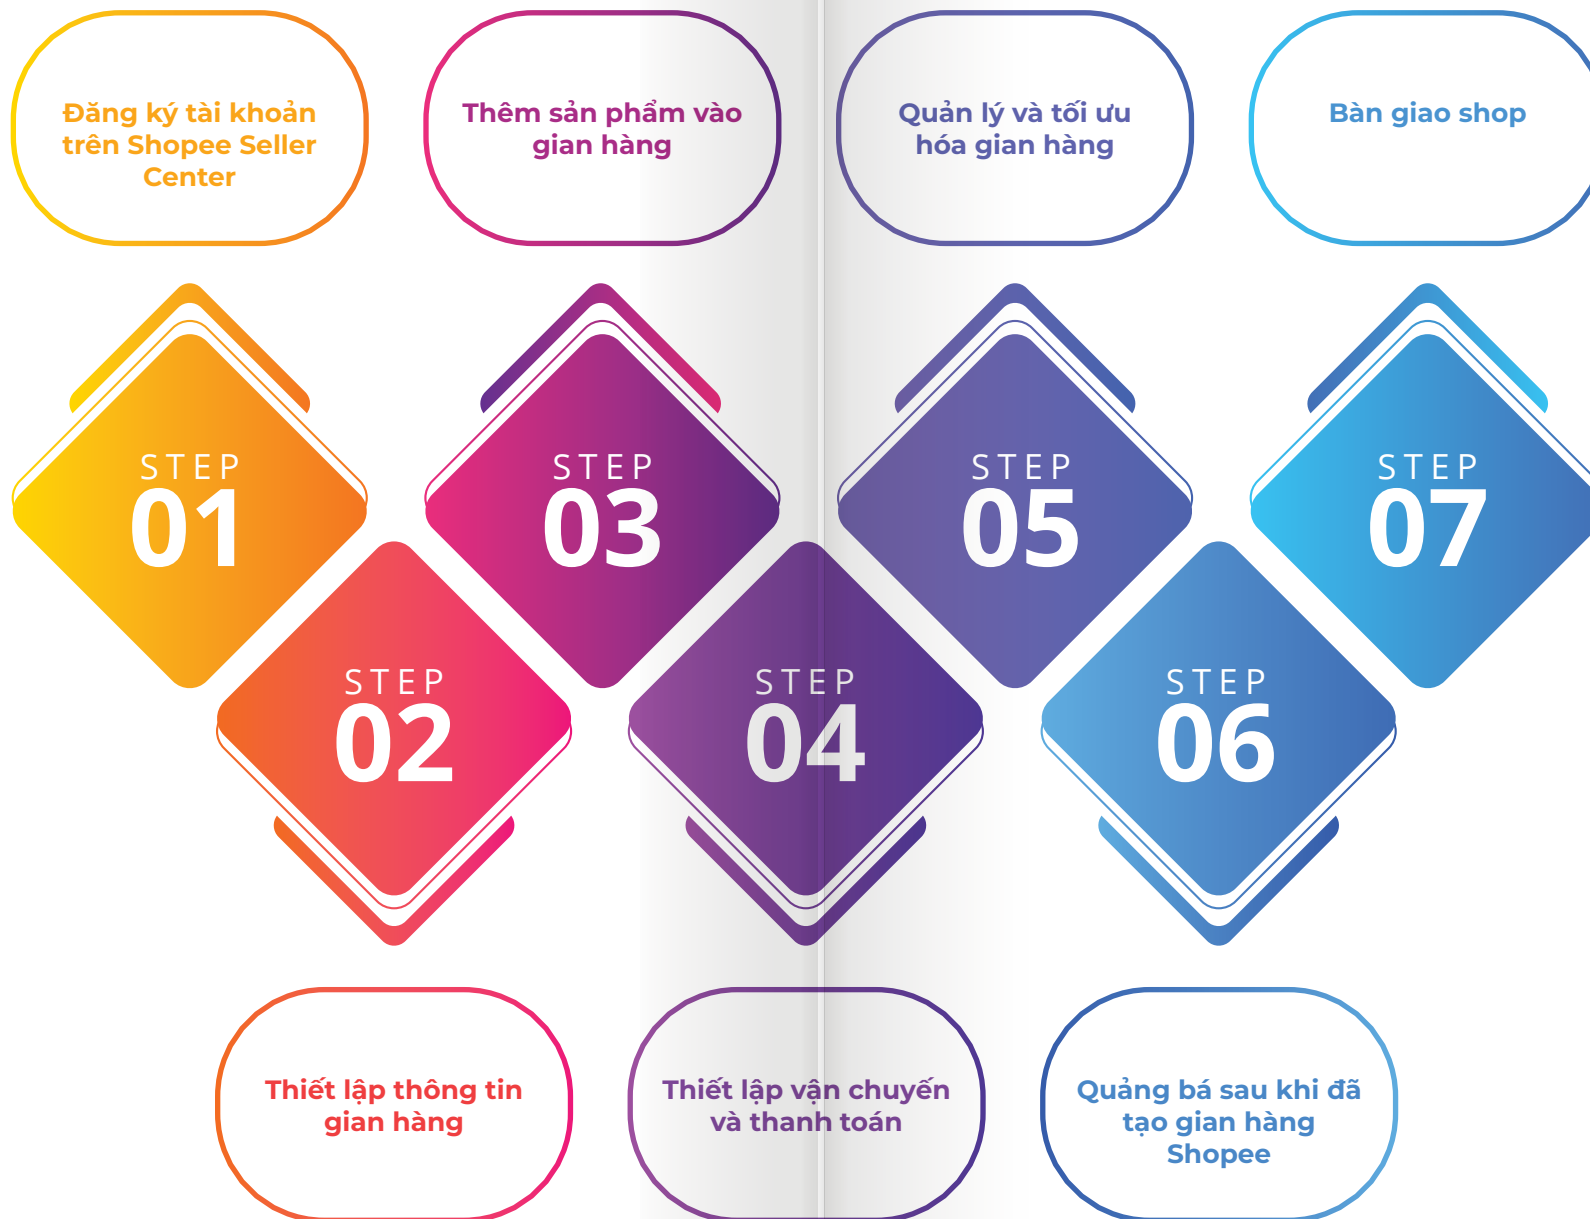 Đăng ký tài khoản
trên Shopee Seller
Center
Thêm sản phẩm vào
gian hàng
Quản lý và tối ưu
hóa gian hàng
Bàn giao shop
STEP
01
STEP
03
STEP
05
STEP
07
STEP
02
STEP
04
STEP
06
Thiết lập thông tin
gian hàng
Thiết lập vận chuyến
và thanh toán
Quảng bá sau khi đã
tạo gian hàng
Shopee